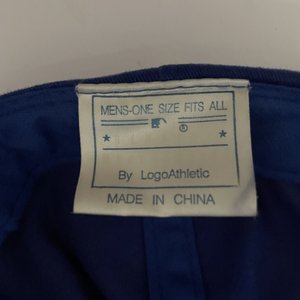 MENS-ONE SIZE FITS ALL
®
By LogoAthletic
MADE IN CHINA